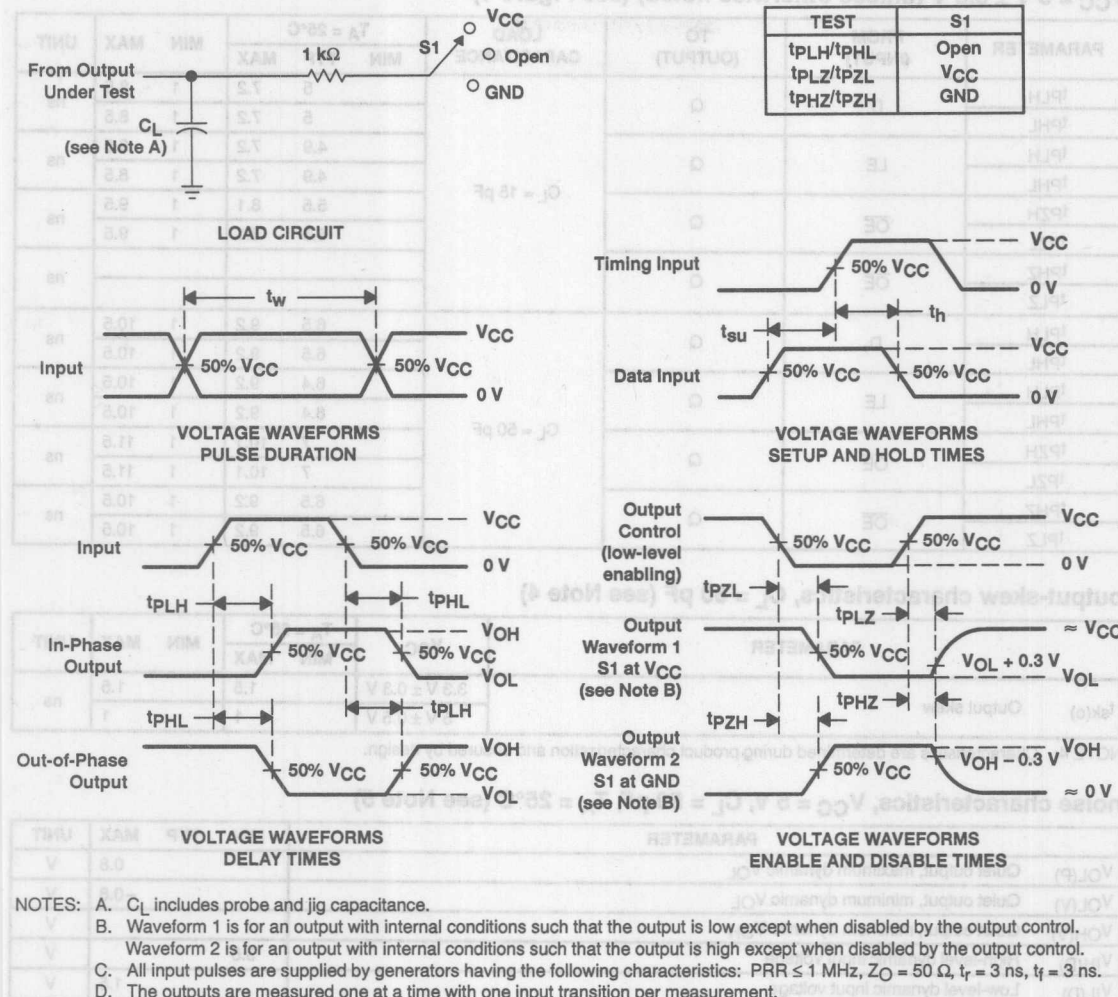 VCC
TEST S1
tPLH/tPHL Open
tPLZ/tPZL VCC
tPHZ/tPZH GND
S1
1 kΩ
Open
From Output
Under Test
GND
CL
(see Note A)
LOAD CIRCUIT
tw
Input
VCC
50% VCC 50% VCC
0 V
VOLTAGE WAVEFORMS
PULSE DURATION
Timing Input
VCC
50% VCC
0 V
tsu
th
Data Input
VCC
50% VCC 50% VCC
0 V
VOLTAGE WAVEFORMS
SETUP AND HOLD TIMES
Input
VCC
50% VCC 50% VCC
0 V
tPLH tPHL
In-Phase
Output
VOH
50% VCC 50% VCC
VOL
tPHL tPLH
Out-of-Phase
Output
VOH
50% VCC 50% VCC
VOL
VOLTAGE WAVEFORMS
DELAY TIMES
Output
Control
(low-level
enabling)
VCC
50% VCC 50% VCC
0 V
tPZL
tPLZ
Output
Waveform 1
S1 at VCC
(see Note B)
≈ VCC
50% VCC
VOL + 0.3 V
VOL
tPZH
tPHZ
Output
Waveform 2
S1 at GND
(see Note B)
VOH
50% VCC
VOH – 0.3 V
≈ 0 V
VOLTAGE WAVEFORMS
ENABLE AND DISABLE TIMES
NOTES: A. CL includes probe and jig capacitance.
B. Waveform 1 is for an output with internal conditions such that the output is low except when disabled by the output control.
Waveform 2 is for an output with internal conditions such that the output is high except when disabled by the output control.
C. All input pulses are supplied by generators having the following characteristics: PRR ≤ 1 MHz, ZO = 50 Ω, tr = 3 ns, tf = 3 ns.
D. The outputs are measured one at a time with one input transition per measurement.